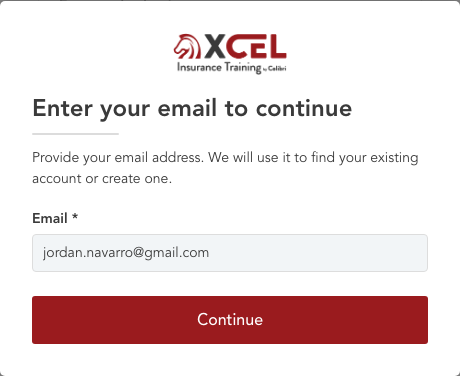 XCEL
Insurance Training by Colibri
Enter your email to continue
Provide your email address. We will use it to find your existing
account or create one.
Email *
jordan.navarro@gmail.com
Continue